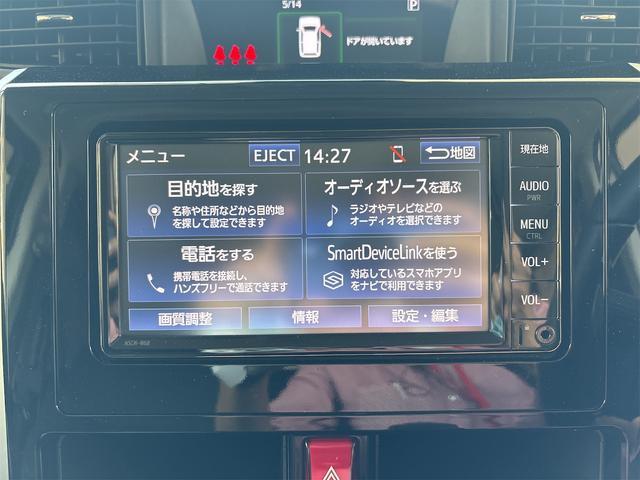 5/14
P
ドアが開いています
メニュー
EJECT
14:27
地図
現在地
目的地を探す
名称や住所などから目的地
を探して設定できます
オーディオソースを選ぶ
ラジオやテレビなどの
オーディオを選択できます
AUDIO
PWR
電話をする
携帯電話を接続し、
ハンズフリーで通話できます
SmartDeviceLinkを使う
対応しているスマホアプリ
をナビで利用できます
MENU
CTRL
VOL+
画質調整
情報
設定・編集
VOL-
NSCN-W68